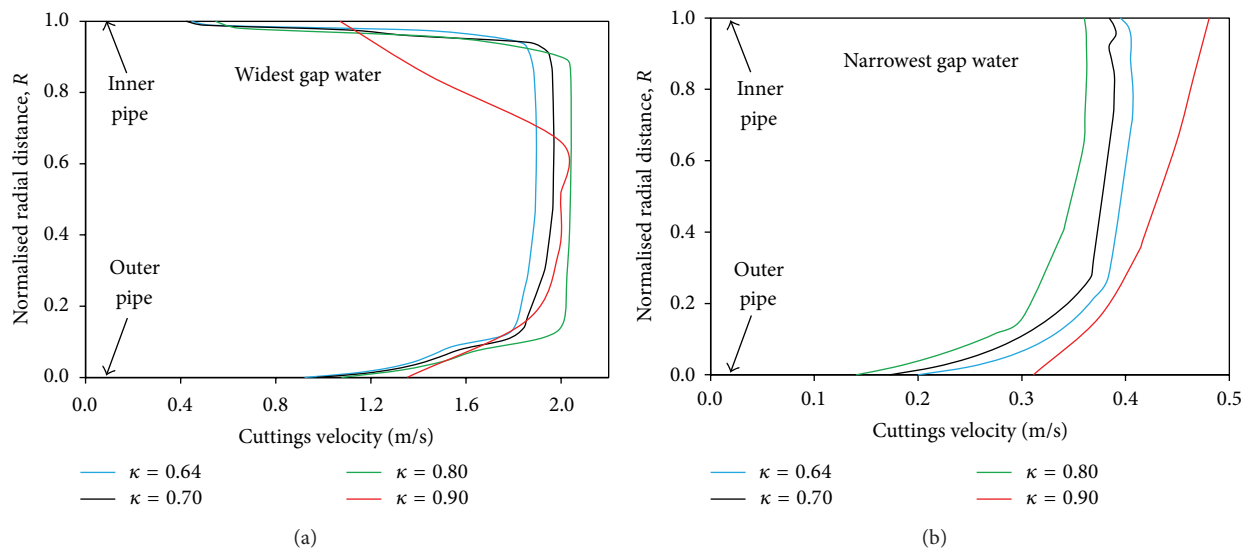 1.0
0.8
0.6
0.4
0.2
0.0
Normalised radial distance, R
Inner
pipe
Widest gap water
Outer
pipe
0.0 0.4 0.8 1.2 1.6 2.0
Cuttings velocity (m/s)
κ = 0.64
κ = 0.80
κ = 0.70
κ = 0.90
(a)
1.0
0.8
0.6
0.4
0.2
0.0
Normalised radial distance, R
Inner
pipe
Narrowest gap water
Outer
pipe
0.0 0.1 0.2 0.3 0.4 0.5
Cuttings velocity (m/s)
κ = 0.64
κ = 0.80
κ = 0.70
κ = 0.90
(b)